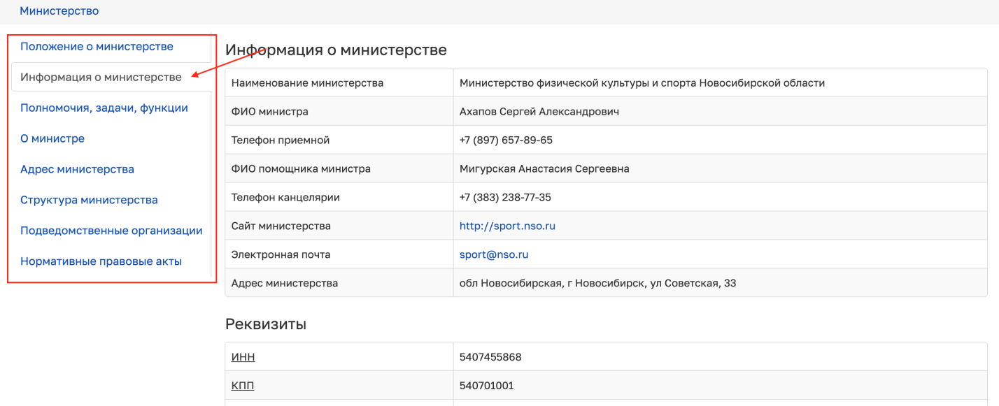 Министерство
Положение о министерстве
Информация о министерстве
Полномочия, задачи, функции
О министре
Адрес министерства
Структура министерства
Подведомственные организации
Нормативные правовые акты
Информация о министерстве
Наименование министерства Министерство физической культуры и спорта Новосибирской области
ФИО министра Ахапов Сергей Александрович
Телефон приемной +7 (897) 657-89-65
ФИО помощника министра Мигурская Анастасия Сергеевна
Телефон канцелярии +7 (383) 238-77-35
Сайт министерства http://sport.nso.ru
Электронная почта sport@nso.ru
Адрес министерства обл Новосибирская, г Новосибирск, ул Советская, 33
Реквизиты
ИНН 5407455868
КПП 540701001